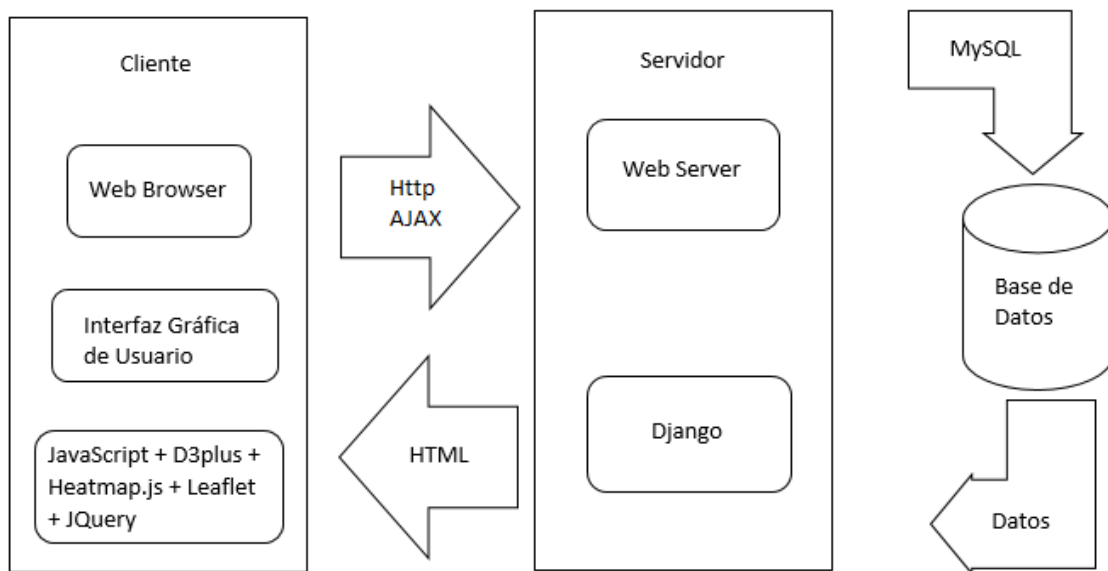 Cliente
Web Browser
Interfaz Gráfica
de Usuario
JavaScript + D3plus +
Heatmap.js + Leaflet
+ JQuery
Http
AJAX
HTML
Servidor
Web Server
Django
MySQL
Base de
Datos
Datos